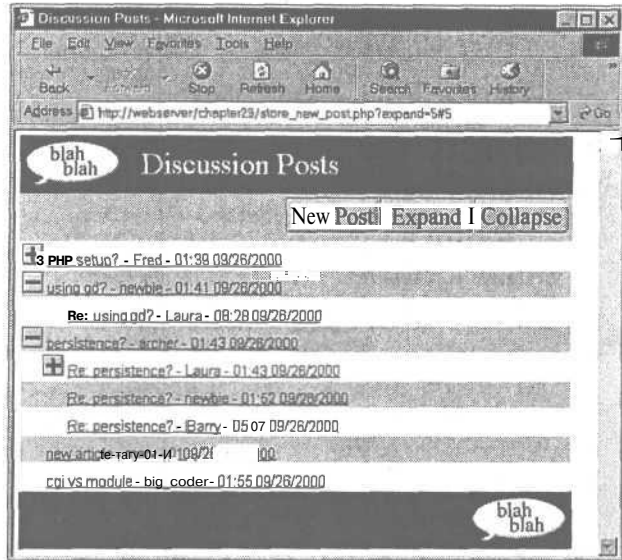 Discussion Posts - Microsoft Internet Explorer
File Edit View Favorites Tools Help
Back Forward Stop Refresh Home Search Favorites History
Address http://webserver/chapter29/store_new_post.php?expand=5#5 Go
blah
blah
Discussion Posts
New Post Expand I Collapse
3 PHP setup? - Fred - 01:39 09/26/2000
using gd? - newbie - 01:41 09/26/2000
Re: using gd? - Laura - 08:28 09/26/2000
persistence? - archer - 01:43 09/26/2000
Re: persistence? - Laura - 01:43 09/26/2000
Re: persistence? - newbie - 01:52 09/26/2000
Re: persistence? - Barry - 05 07 09/26/2000
new
cgi vs module - big_coder - 01:55 09/26/2000
blah
blah